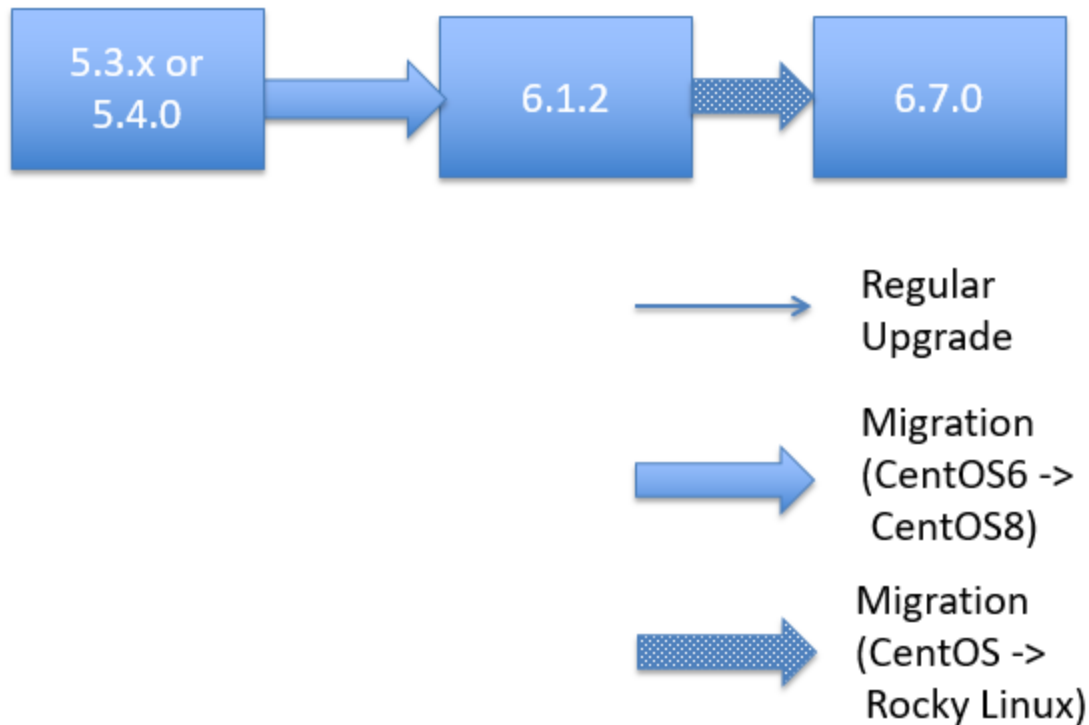 5.3.x or
5.4.0
6.1.2
6.7.0
Regular
Upgrade
Migration
(CentOS6 ->
CentOS8)
Migration
(CentOS ->
Rocky Linux)